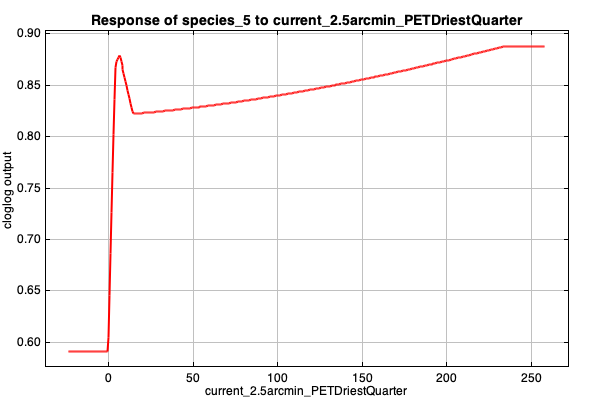 Response of species_5 to current_2.5arcmin_PETDriestQuarter
0.90
0.85
0.80
0.75
0.70
0.65
0.60
cloglog output
0 50 100 150 200 250
current_2.5arcmin_PETDriestQuarter